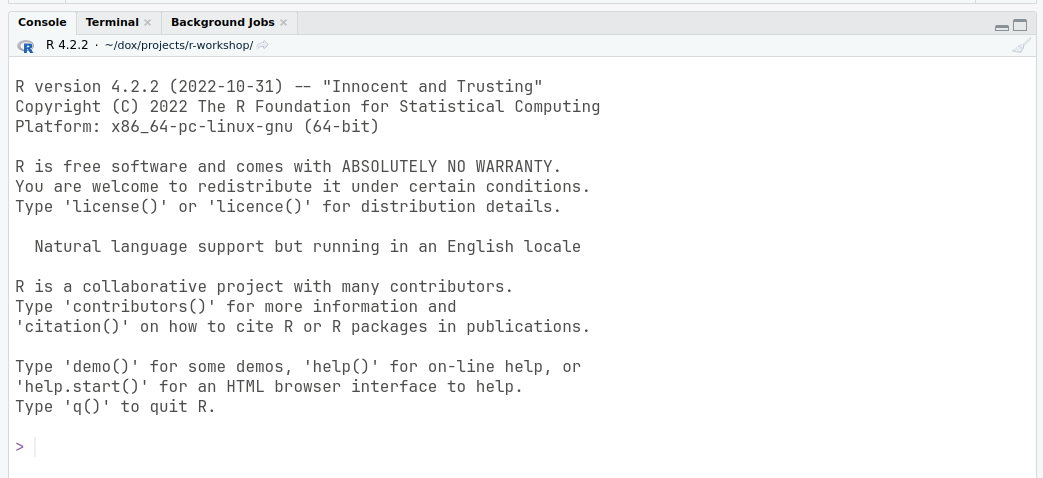 Console Terminal Background Jobs
R 4.2.2 · ~/dox/projects/r-workshop/
R version 4.2.2 (2022-10-31) -- "Innocent and Trusting"
Copyright (C) 2022 The R Foundation for Statistical Computing
Platform: x86_64-pc-linux-gnu (64-bit)
R is free software and comes with ABSOLUTELY NO WARRANTY.
You are welcome to redistribute it under certain conditions.
Type 'license()' or 'licence()' for distribution details.
Natural language support but running in an English locale
R is a collaborative project with many contributors.
Type 'contributors()' for more information and
'citation()' on how to cite R or R packages in publications.
Type 'demo()' for some demos, 'help()' for on-line help, or
'help.start()' for an HTML browser interface to help.
Type 'q()' to quit R.
>